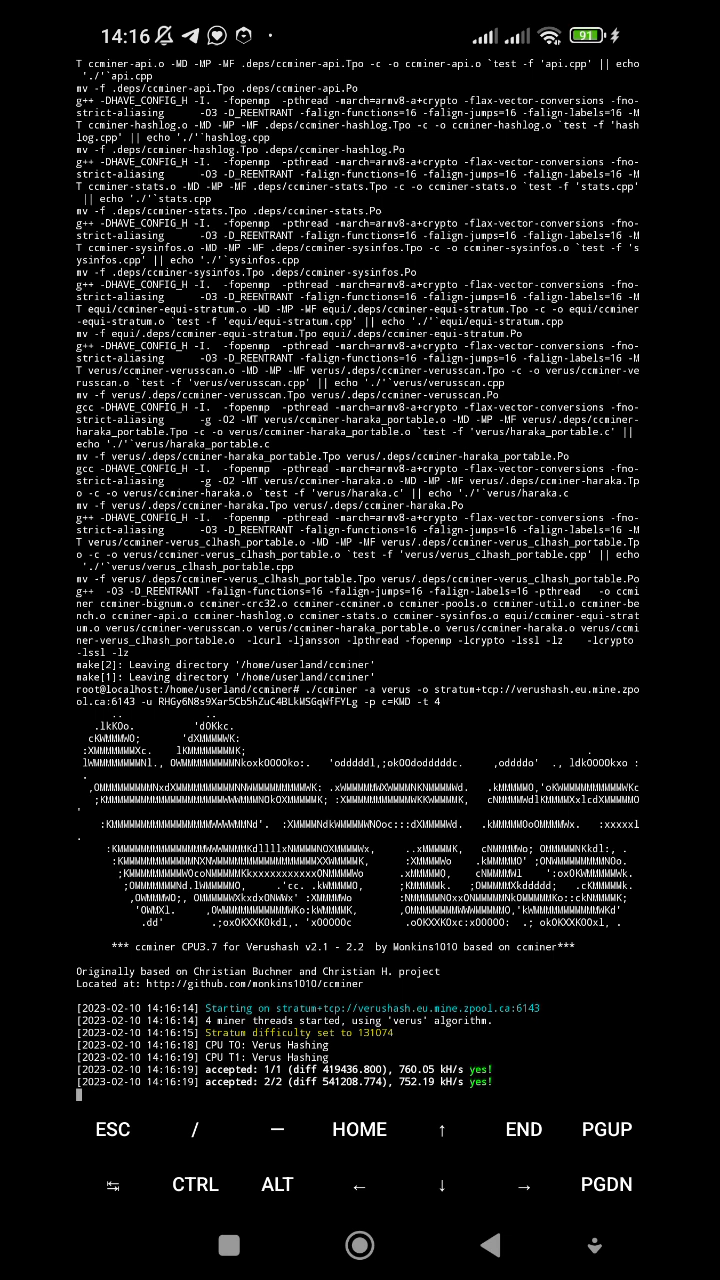 14:16
91
T ccminer-api.o -MD -MP -MF .deps/ccminer-api.Tpo -c -o ccminer-api.o `test -f 'api.cpp' || echo
'./'`api.cpp
mv -f .deps/ccminer-api.Tpo .deps/ccminer-api.Po
g++ -DHAVE_CONFIG_H -I.  -fopenmp  -pthread -march=armv8-a+crypto -flax-vector-conversions -fno-
strict-aliasing      -O3 -D_REENTRANT -falign-functions=16 -falign-jumps=16 -falign-labels=16 -M
T ccminer-hashlog.o -MD -MP -MF .deps/ccminer-hashlog.Tpo -c -o ccminer-hashlog.o `test -f 'hash
log.cpp' || echo './'`hashlog.cpp
mv -f .deps/ccminer-hashlog.Tpo .deps/ccminer-hashlog.Po
g++ -DHAVE_CONFIG_H -I.  -fopenmp  -pthread -march=armv8-a+crypto -flax-vector-conversions -fno-
strict-aliasing      -O3 -D_REENTRANT -falign-functions=16 -falign-jumps=16 -falign-labels=16 -M
T ccminer-stats.o -MD -MP -MF .deps/ccminer-stats.Tpo -c -o ccminer-stats.o `test -f 'stats.cpp'
|| echo './'`stats.cpp
mv -f .deps/ccminer-stats.Tpo .deps/ccminer-stats.Po
g++ -DHAVE_CONFIG_H -I.  -fopenmp  -pthread -march=armv8-a+crypto -flax-vector-conversions -fno-
strict-aliasing      -O3 -D_REENTRANT -falign-functions=16 -falign-jumps=16 -falign-labels=16 -M
T ccminer-sysinfos.o -MD -MP -MF .deps/ccminer-sysinfos.Tpo -c -o ccminer-sysinfos.o `test -f 's
ysinfos.cpp' || echo './'`sysinfos.cpp
mv -f .deps/ccminer-sysinfos.Tpo .deps/ccminer-sysinfos.Po
g++ -DHAVE_CONFIG_H -I.  -fopenmp  -pthread -march=armv8-a+crypto -flax-vector-conversions -fno-
strict-aliasing      -O3 -D_REENTRANT -falign-functions=16 -falign-jumps=16 -falign-labels=16 -M
T equi/ccminer-equi-stratum.o -MD -MP -MF equi/.deps/ccminer-equi-stratum.Tpo -c -o equi/ccminer
-equi-stratum.o `test -f 'equi/equi-stratum.cpp' || echo './'`equi/equi-stratum.cpp
mv -f equi/.deps/ccminer-equi-stratum.Tpo equi/.deps/ccminer-equi-stratum.Po
g++ -DHAVE_CONFIG_H -I.  -fopenmp  -pthread -march=armv8-a+crypto -flax-vector-conversions -fno-
strict-aliasing      -O3 -D_REENTRANT -falign-functions=16 -falign-jumps=16 -falign-labels=16 -M
T verus/ccminer-verusscan.o -MD -MP -MF verus/.deps/ccminer-verusscan.Tpo -c -o verus/ccminer-ve
russcan.o `test -f 'verus/verusscan.cpp' || echo './'`verus/verusscan.cpp
mv -f verus/.deps/ccminer-verusscan.Tpo verus/.deps/ccminer-verusscan.Po
gcc -DHAVE_CONFIG_H -I.  -fopenmp  -pthread -march=armv8-a+crypto -flax-vector-conversions -fno-
strict-aliasing      -g -O2 -MT verus/ccminer-haraka_portable.o -MD -MP -MF verus/.deps/ccminer-
haraka_portable.Tpo -c -o verus/ccminer-haraka_portable.o `test -f 'verus/haraka_portable.c' ||
echo './'`verus/haraka_portable.c
mv -f verus/.deps/ccminer-haraka_portable.Tpo verus/.deps/ccminer-haraka_portable.Po
gcc -DHAVE_CONFIG_H -I.  -fopenmp  -pthread -march=armv8-a+crypto -flax-vector-conversions -fno-
strict-aliasing      -g -O2 -MT verus/ccminer-haraka.o -MD -MP -MF verus/.deps/ccminer-haraka.Tp
o -c -o verus/ccminer-haraka.o `test -f 'verus/haraka.c' || echo './'`verus/haraka.c
mv -f verus/.deps/ccminer-haraka.Tpo verus/.deps/ccminer-haraka.Po
g++ -DHAVE_CONFIG_H -I.  -fopenmp  -pthread -march=armv8-a+crypto -flax-vector-conversions -fno-
strict-aliasing      -O3 -D_REENTRANT -falign-functions=16 -falign-jumps=16 -falign-labels=16 -M
T verus/ccminer-verus_clhash_portable.o -MD -MP -MF verus/.deps/ccminer-verus_clhash_portable.Tp
o -c -o verus/ccminer-verus_clhash_portable.o `test -f 'verus/verus_clhash_portable.cpp' || echo
'./'`verus/verus_clhash_portable.cpp
mv -f verus/.deps/ccminer-verus_clhash_portable.Tpo verus/.deps/ccminer-verus_clhash_portable.Po
g++  -O3 -D_REENTRANT -falign-functions=16 -falign-jumps=16 -falign-labels=16 -pthread   -o ccmi
ner ccminer-bignum.o ccminer-crc32.o ccminer-ccminer.o ccminer-pools.o ccminer-util.o ccminer-be
nch.o ccminer-api.o ccminer-hashlog.o ccminer-stats.o ccminer-sysinfos.o equi/ccminer-equi-strat
um.o verus/ccminer-verusscan.o verus/ccminer-haraka_portable.o verus/ccminer-haraka.o verus/ccmi
ner-verus_clhash_portable.o  -lcurl -ljansson -lpthread -fopenmp -lcrypto -lssl -lz    -lcrypto
-lssl -lz
make[2]: Leaving directory '/home/userland/ccminer'
make[1]: Leaving directory '/home/userland/ccminer'
root@localhost:/home/userland/ccminer# ./ccminer -a verus -o stratum+tcp://verushash.eu.mine.zpo
ol.ca:6143 -u RHGy6N8s9Xar5Cb5hZuC4BLkMSGqWfFYLg -p c=KMD -t 4
*** ccminer CPU3.7 for Verushash v2.1 - 2.2  by Monkins1010 based on ccminer***
Originally based on Christian Buchner and Christian H. project
Located at: http://github.com/monkins1010/ccminer
[2023-02-10 14:16:14] Starting on stratum+tcp://verushash.eu.mine.zpool.ca:6143
[2023-02-10 14:16:14] 4 miner threads started, using 'verus' algorithm.
[2023-02-10 14:16:15] Stratum difficulty set to 131074
[2023-02-10 14:16:18] CPU T0: Verus Hashing
[2023-02-10 14:16:19] CPU T1: Verus Hashing
[2023-02-10 14:16:19] accepted: 1/1 (diff 419436.800), 760.05 kH/s yes!
[2023-02-10 14:16:19] accepted: 2/2 (diff 541208.774), 752.19 kH/s yes!
ESC / — HOME ↑ END PGUP
↹ CTRL ALT ← ↓ → PGDN